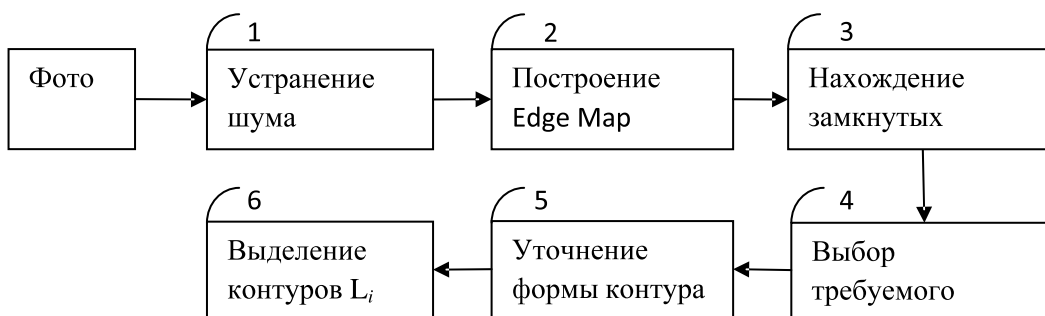 1
2
3
Фото
Устранение
шума
Построение
Edge Map
Нахождение
замкнутых
6
5
4
Выделение
контуров Li
Уточнение
формы контура
Выбор
требуемого